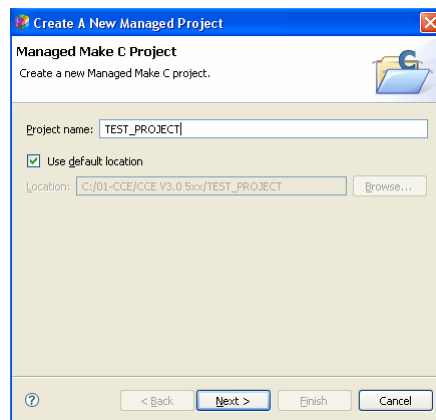 Create A New Managed Project
Managed Make C Project
Create a new Managed Make C project.
C
Project name: TEST_PROJECT
Use default location
Location: C:/01-CCE/CCE V3.0 5xx/TEST_PROJECT Browse...
< Back Next > Finish Cancel